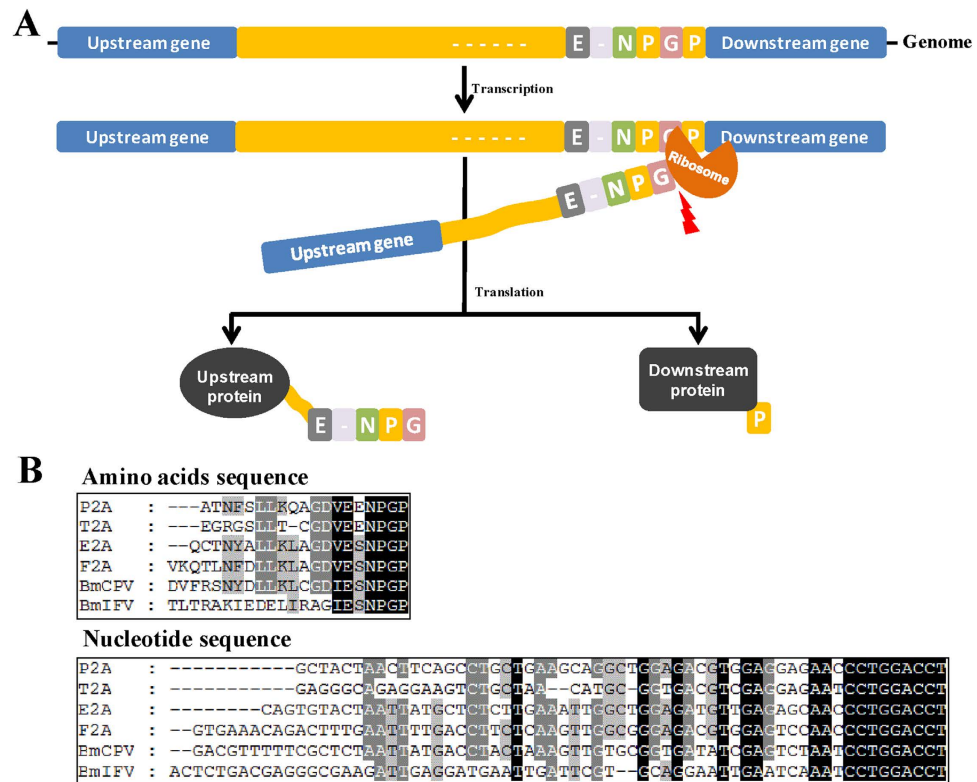 A
Upstream gene - - - - - - E - N P G P Downstream gene Genome
Transcription
Upstream gene - - - - - - E - N P G P Downstream gene
Ribosome
Upstream gene E - N P G
Translation
Upstream protein E - N P G
Downstream protein P
B
Amino acids sequence
P2A : ---ATNFSLLKQAGDVEENPGP
T2A : ---EGRGSLLT-CGDVEENPGP
E2A : --QCTNYALLKLAGDVESNPGP
F2A : VKQTLNFDLLKLAGDVESNPGP
BmCPV : DVFRSNYDLLKLCGDIESNPGP
BmIFV : TLTRAKIEDELIRAGIESNPGP
Nucleotide sequence
P2A : -----------GCTACTAACTTCAGCCTGCTGAAGCAGGCTGGAGACGTGGAGGAGAACCCTGGACCT
T2A : -----------GAGGGCAGAGGAAGTCTGCTAA--CATGC-GGTGACGTCGAGGAGAATCCTGGACCT
E2A : --------CAGTGTACTAATTATGCTCTCTTGAAATTGGCTGGAGATGTTGAGAGCAACCCTGGACCT
F2A : --GTGAAACAGACTTTGAATTTTGACCTTCTCAAGTTGGCGGGAGACGTGGAGTCCAACCCTGGACCT
BmCPV : --GACGTTTTTCGCTCTAATTATGACCTACTAAAGTTGTGCGGTGATATCGAGTCTAATCCTGGACCT
BmIFV : ACTCTGACGAGGGCGAAGATTGAGGATGAATTGATTCGT--GCAGGAATTGAATCAAATCCTGGACCT